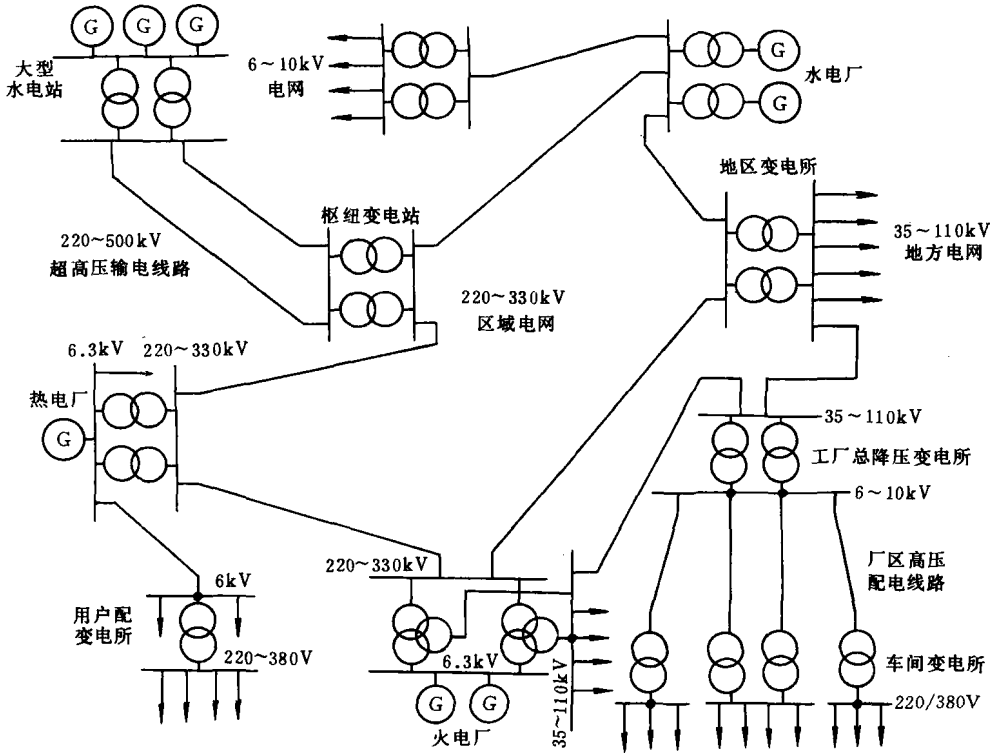 G G G
大型
水电站
6～10kV
电网
G
G
水电厂
地区变电所
35～110kV
地方电网
枢纽变电站
220～500kV
超高压输电线路
220～330kV
区域电网
6.3kV 220～330kV
热电厂
G
35～110kV
工厂总降压变电所
6～10kV
厂区高压
配电线路
220～330kV
6kV
用户配
变电所
220～380V
6.3kV
G G
火电厂
35～110kV
车间变电所
220/380V